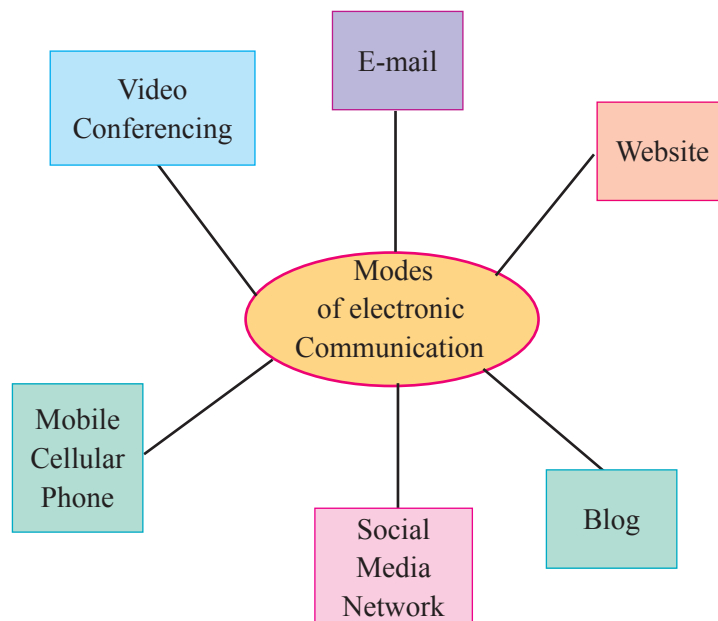 E-mail
Video
Conferencing
Website
Modes
of electronic
Communication
Mobile
Cellular
Phone
Blog
Social
Media
Network